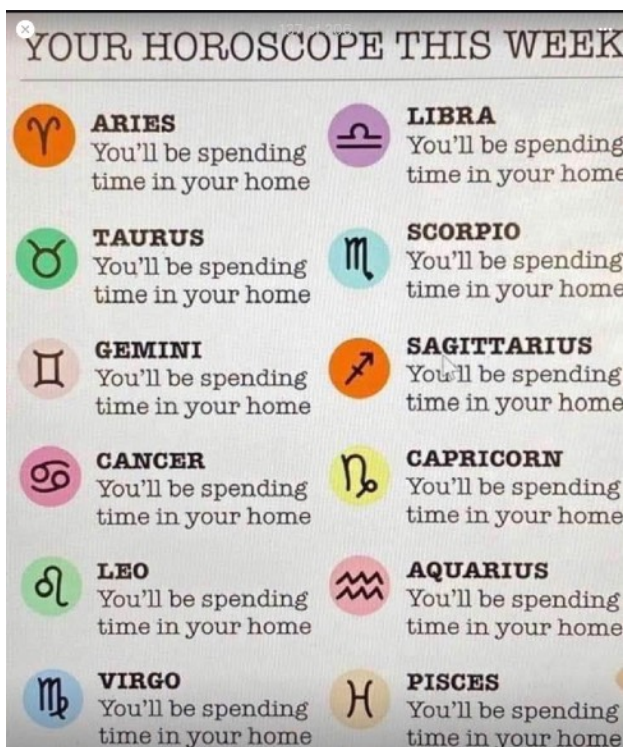 YOUR HOROSCOPE THIS WEEK
ARIES
You'll be spending
time in your home
TAURUS
You'll be spending
time in your home
GEMINI
You'll be spending
time in your home
CANCER
You'll be spending
time in your home
LEO
You'll be spending
time in your home
VIRGO
You'll be spending
time in your home
LIBRA
You'll be spending
time in your home
SCORPIO
You'll be spending
time in your home
SAGITTARIUS
You'll be spending
time in your home
CAPRICORN
You'll be spending
time in your home
AQUARIUS
You'll be spending
time in your home
PISCES
You'll be spending
time in your home